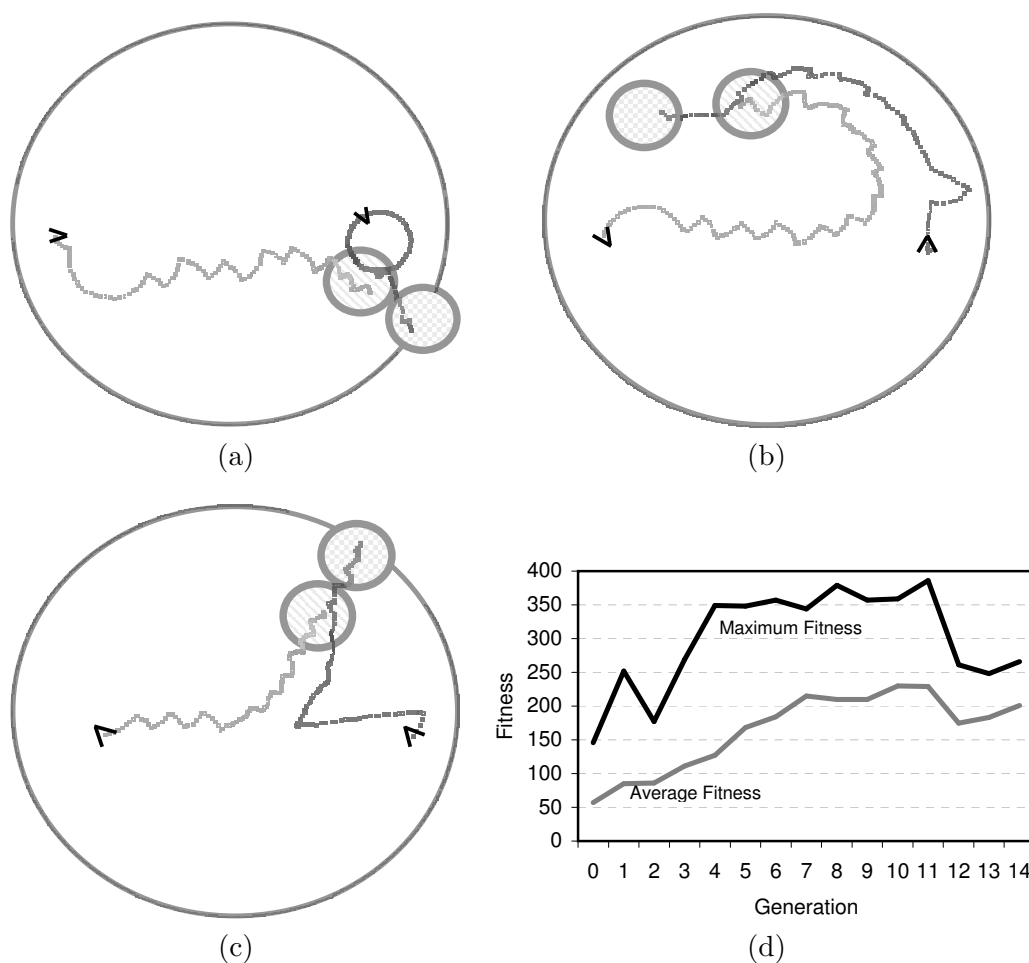 (a)
(b)
400
350
300
250
200
150
100
50
0
Fitness
Maximum Fitness
Average Fitness
0 1 2 3 4 5 6 7 8 9 10 11 12 13 14
Generation
(c)
(d)